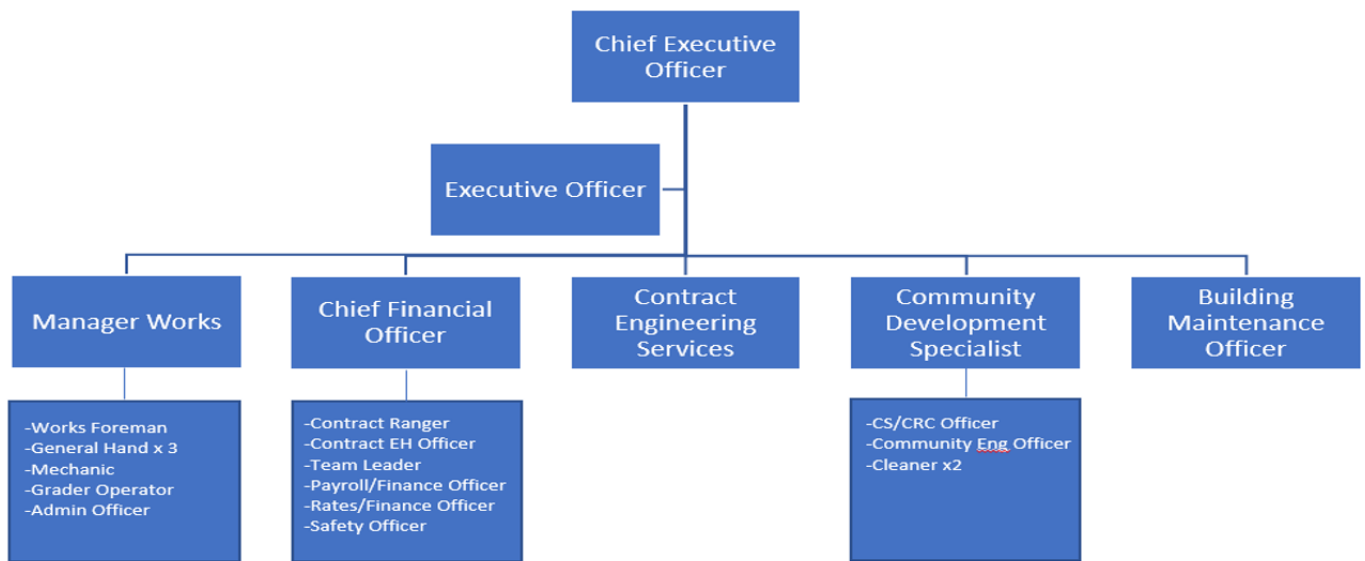 Chief Executive
Officer
Executive Officer
Manager Works
Chief Financial
Officer
Contract
Engineering
Services
Community
Development
Specialist
Building
Maintenance
Officer
-Works Foreman
-General Hand x 3
-Mechanic
-Grader Operator
-Admin Officer
-Contract Ranger
-Contract EH Officer
-Team Leader
-Payroll/Finance Officer
-Rates/Finance Officer
-Safety Officer
-CS/CRC Officer
-Community Eng Officer
-Cleaner x2